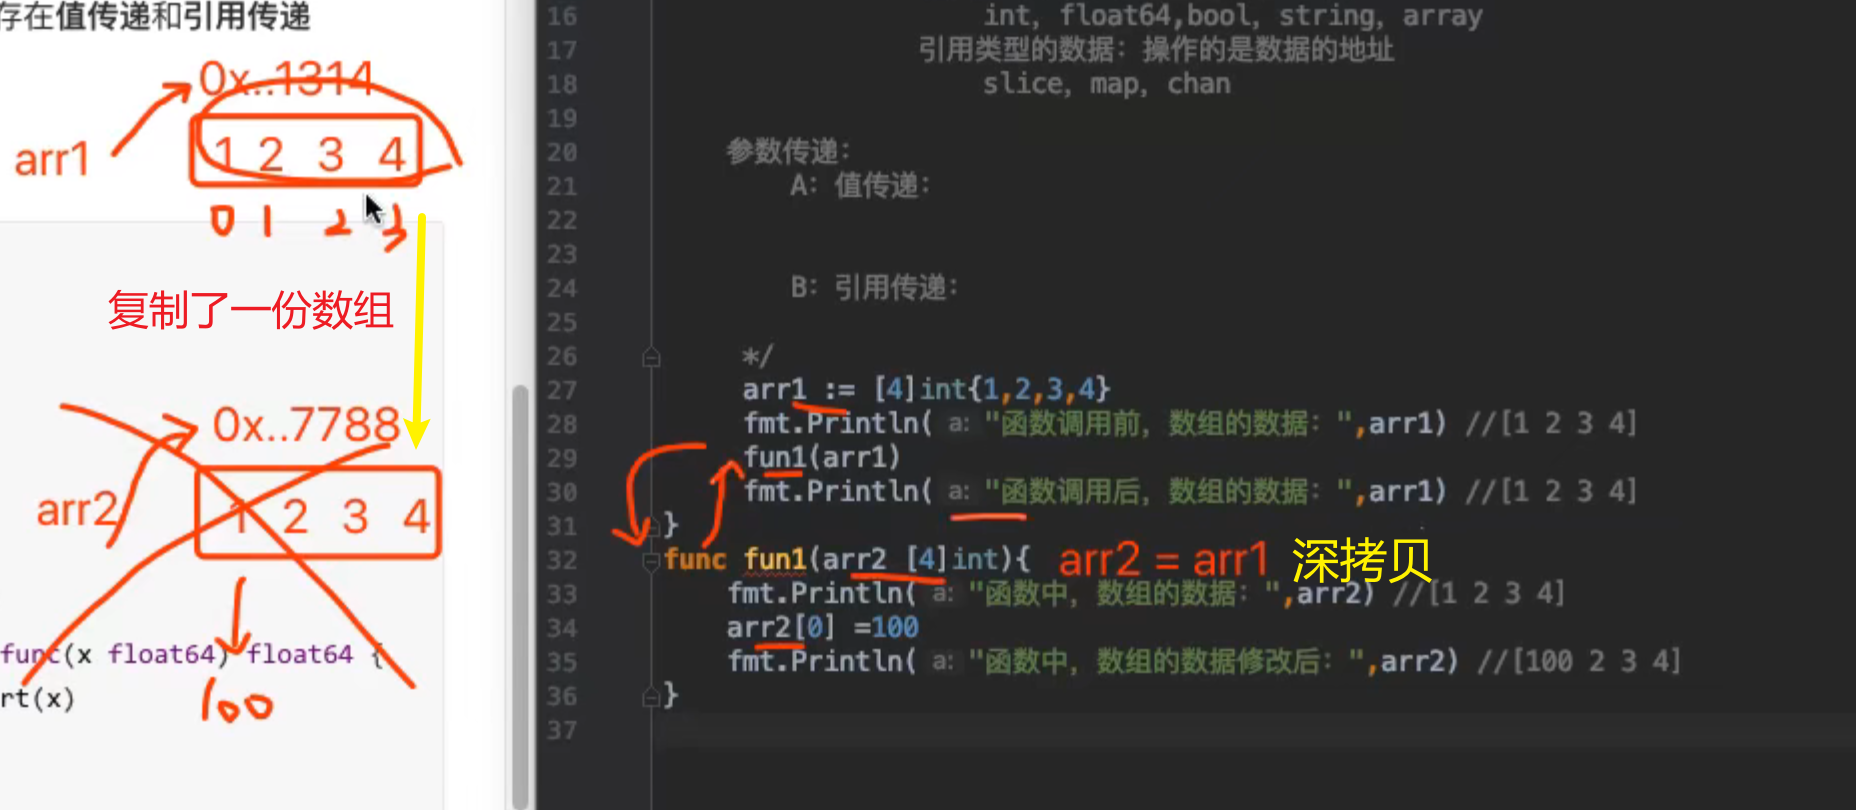 存在值传递和引用传递
0x..1314
arr1
1 2 3 4
0 1 2 3
复制了一份数组
0x..7788
arr2
1 2 3 4
func(x float64) float64 {
rt(x)
100
16 int, float64,bool, string, array
17 引用类型的数据：操作的是数据的地址
18 slice, map, chan
19
20 参数传递：
21 A：值传递：
22
23
24 B：引用传递：
25
26 */
27 arr1 := [4]int{1,2,3,4}
28 fmt.Println( a: "函数调用前，数组的数据：",arr1) //[1 2 3 4]
29 fun1(arr1)
30 fmt.Println( a: "函数调用后，数组的数据：",arr1) //[1 2 3 4]
31 }
32 func fun1(arr2 [4]int){ arr2 = arr1 深拷贝
33 fmt.Println( a: "函数中，数组的数据：",arr2) //[1 2 3 4]
34 arr2[0] =100
35 fmt.Println( a: "函数中，数组的数据修改后：",arr2) //[100 2 3 4]
36 }
37